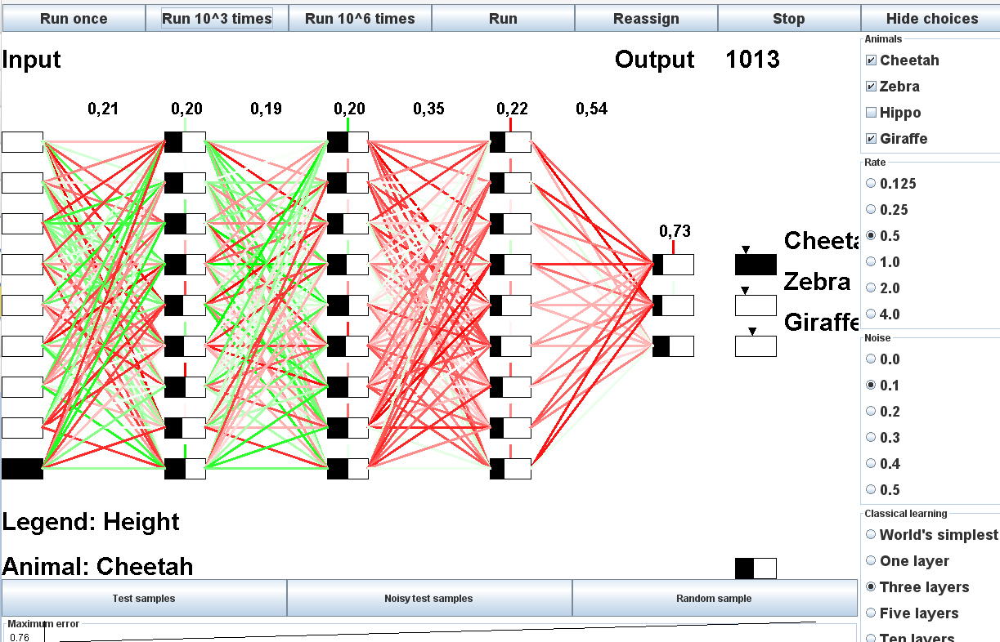 Run once Run 10^3 times Run 10^6 times Run Reassign Stop Hide choices
Input Output 1013
0,21 0,20 0,19 0,20 0,35 0,22 0,54
0,73
Cheeta
Zebra
Giraffe
Legend: Height
Animal: Cheetah
Test samples Noisy test samples Random sample
Maximum error
0.76
Animals
Cheetah
Zebra
Hippo
Giraffe
Rate
0.125
0.25
0.5
1.0
2.0
4.0
Noise
0.0
0.1
0.2
0.3
0.4
0.5
Classical learning
World's simplest
One layer
Three layers
Five layers
Ten layers